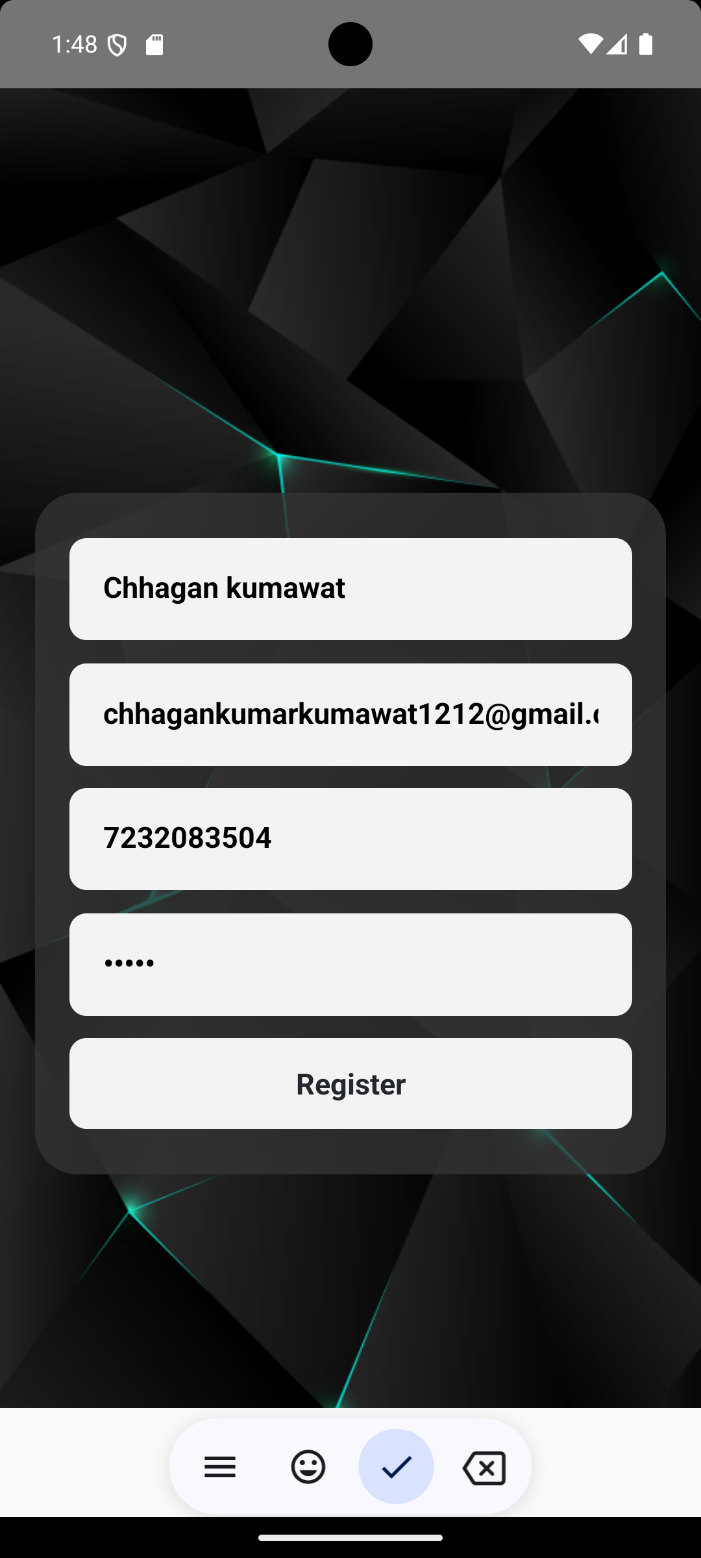 1:48
Chhagan kumawat
chhagankumarkumawat1212@gmail.
7232083504
•••••
Register